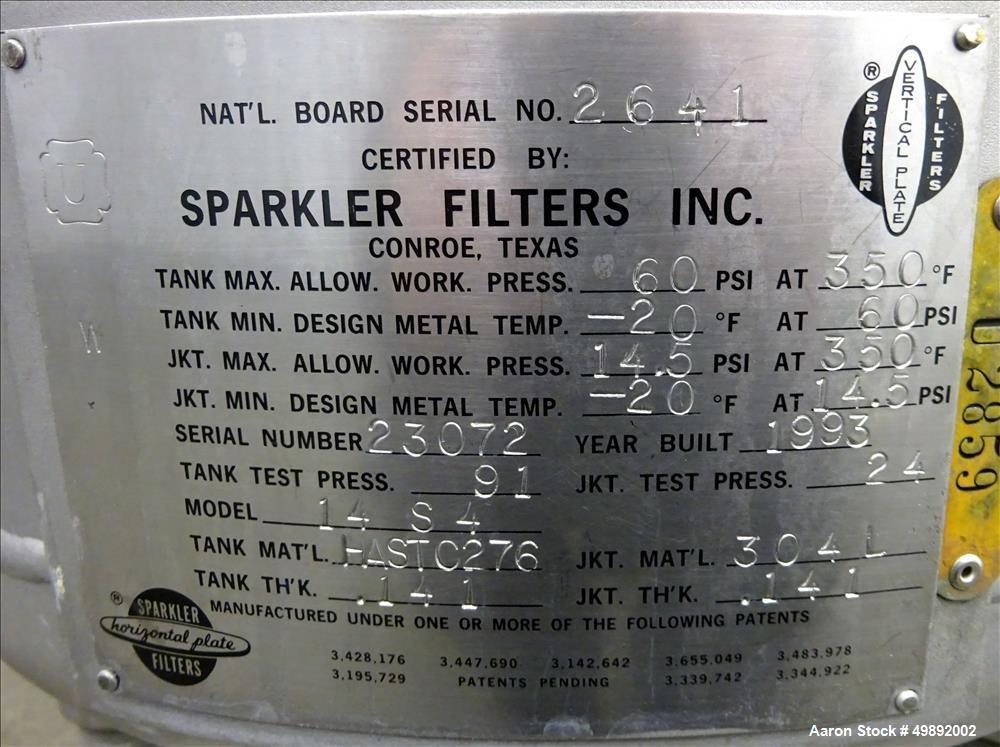 NAT'L. BOARD SERIAL NO. 2641
CERTIFIED BY:
SPARKLER FILTERS INC.
CONROE, TEXAS
TANK MAX. ALLOW. WORK. PRESS. 60 PSI AT 350 °F
TANK MIN. DESIGN METAL TEMP. -20 °F AT 60 PSI
JKT. MAX. ALLOW. WORK. PRESS. 14.5 PSI AT 350 °F
JKT. MIN. DESIGN METAL TEMP. -20 °F AT 14.5 PSI
SERIAL NUMBER 23072 YEAR BUILT 1993
TANK TEST PRESS. 91 JKT. TEST PRESS. 24
MODEL 14 S 4
TANK MAT'L. HASTC276 JKT. MAT'L. 304L
TANK TH'K. .141 JKT. TH'K. .141
MANUFACTURED UNDER ONE OR MORE OF THE FOLLOWING PATENTS
3,428,176 3,447,690 3,142,642 3,655,049 3,483,978
3,195,729 PATENTS PENDING 3,339,742 3,344,922
® SPARKLER VERTICAL PLATE FILTERS
® SPARKLER
horizontal plate
FILTERS
U
W
02859
Aaron Stock # 49892002